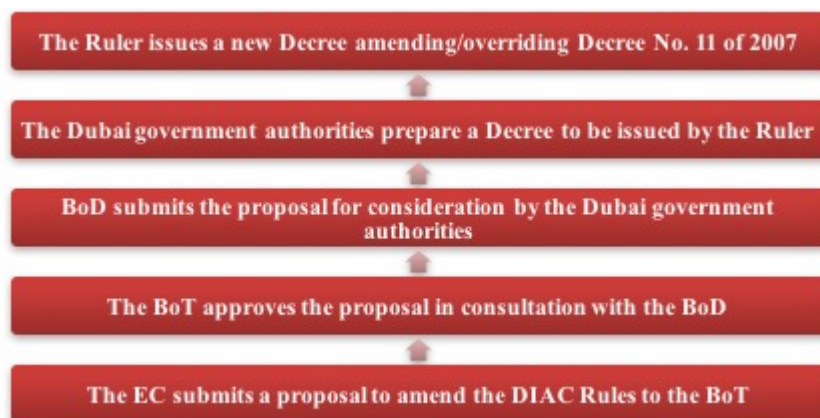 The Ruler issues a new Decree amending/overriding Decree No. 11 of 2007
The Dubai government authorities prepare a Decree to be issued by the Ruler
BoD submits the proposal for consideration by the Dubai government
authorities
The BoT approves the proposal in consultation with the BoD
The EC submits a proposal to amend the DIAC Rules to the BoT